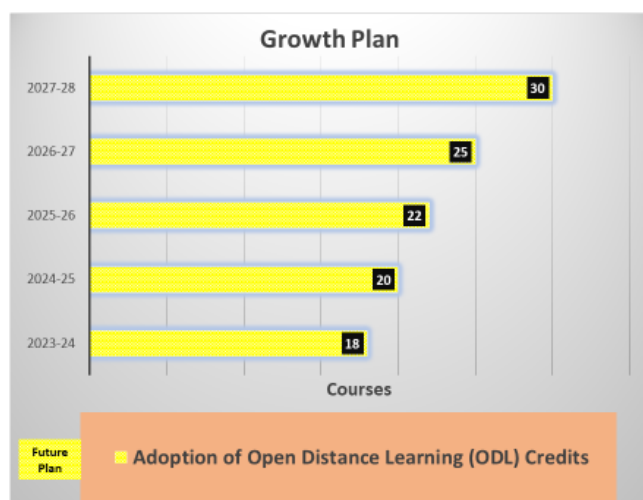 Growth Plan
2027-28
30
2026-27
25
2025-26
22
2024-25
20
2023-24
18
Courses
Future
Plan
Adoption of Open Distance Learning (ODL) Credits